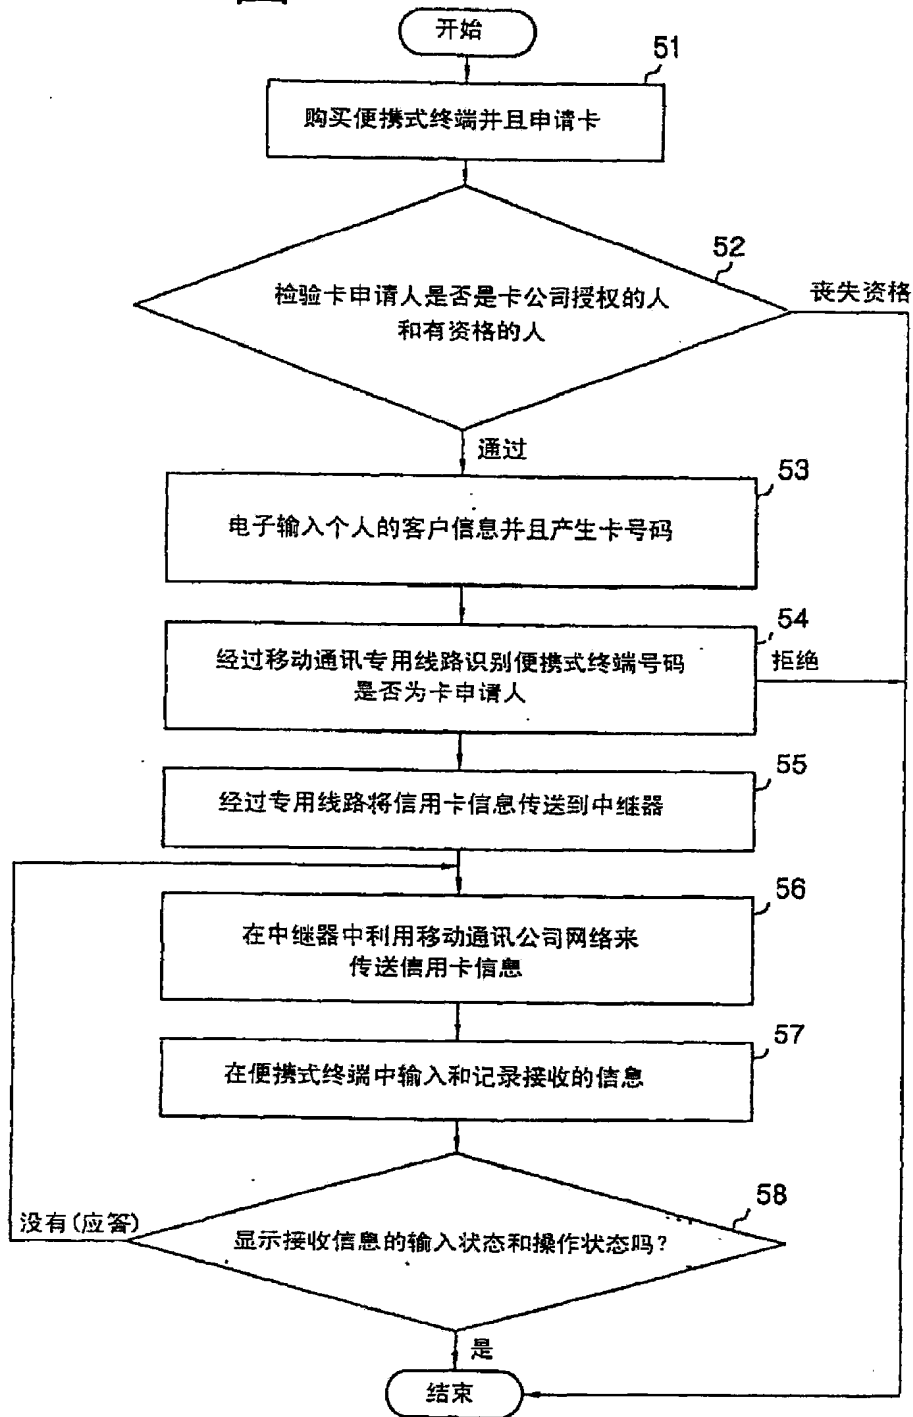 开始
51
购买便携式终端并且申请卡
52
检验卡申请人是否是卡公司授权的人
和有资格的人
丧失资格
通过
53
电子输入个人的客户信息并且产生卡号码
54
经过移动通讯专用线路识别便携式终端号码
是否为卡申请人
拒绝
55
经过专用线路将信用卡信息传送到中继器
56
在中继器中利用移动通讯公司网络来
传送信用卡信息
57
在便携式终端中输入和记录接收的信息
58
没有(应答)
显示接收信息的输入状态和操作状态吗?
是
结束